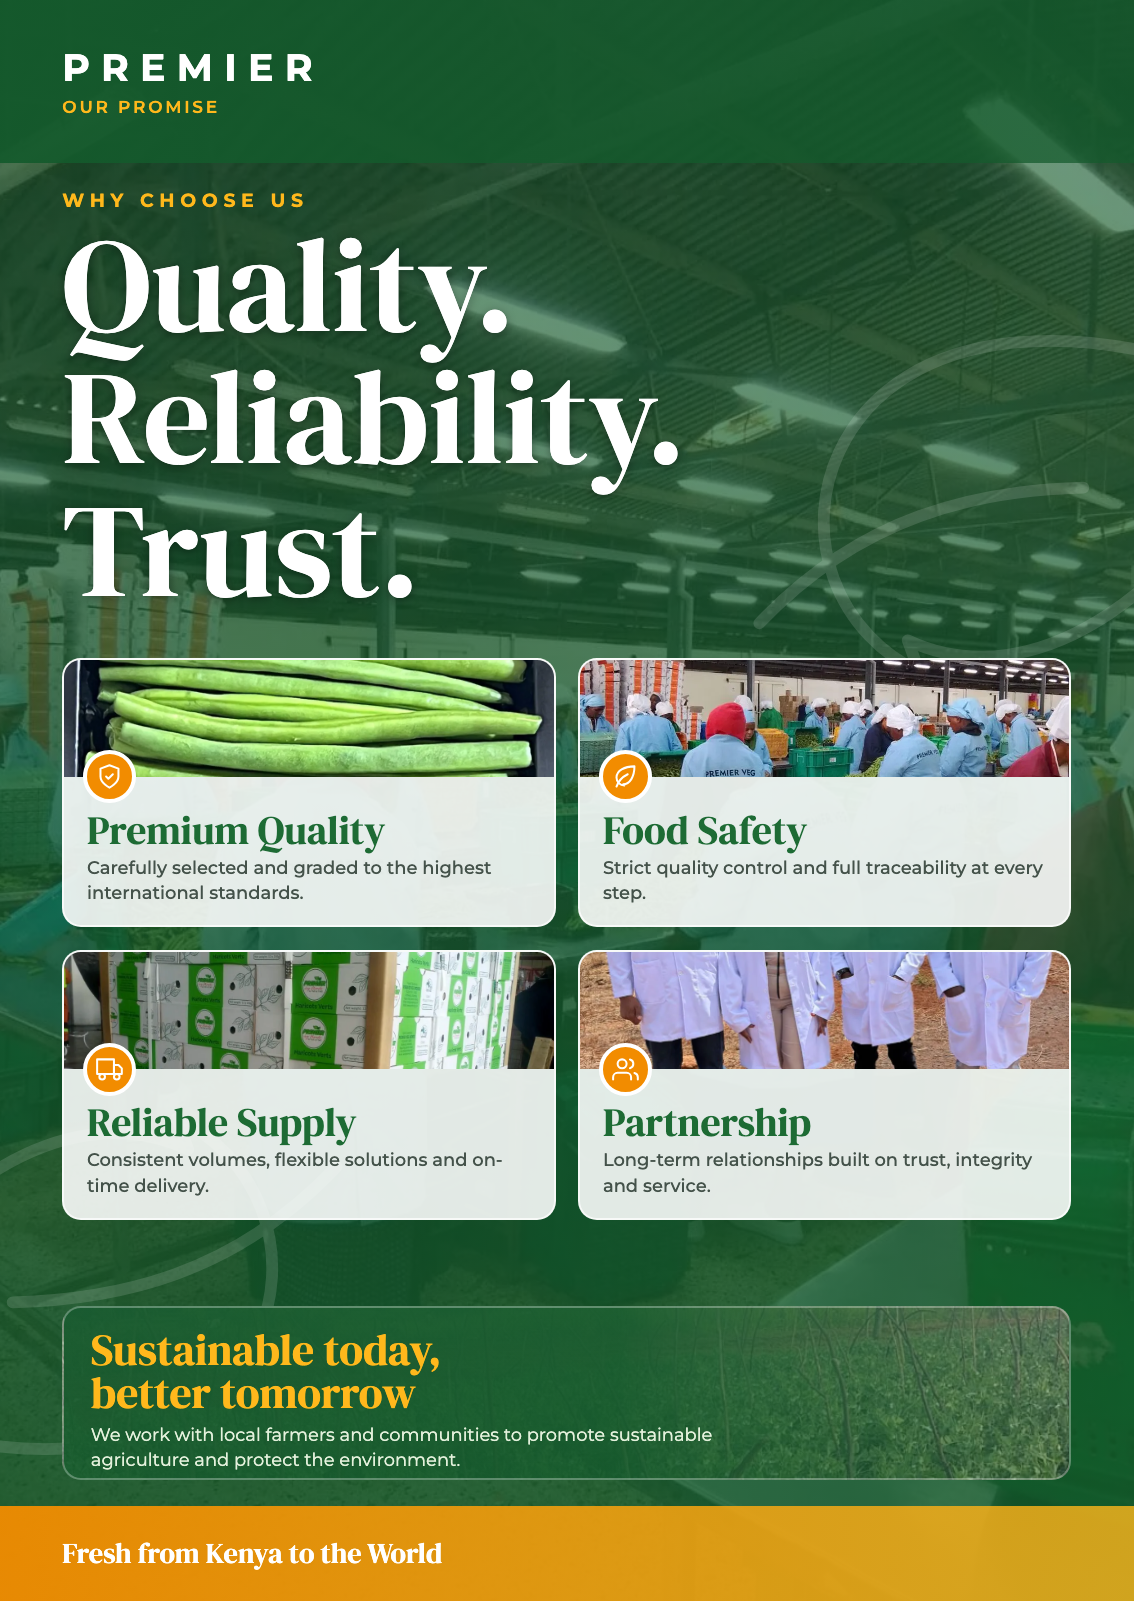 PREMIER
OUR PROMISE
WHY CHOOSE US
Quality.
Reliability.
Trust.
PREMIER VEG
Premium Quality
Carefully selected and graded to the highest
international standards.
Food Safety
Strict quality control and full traceability at every
step.
Reliable Supply
Consistent volumes, flexible solutions and on-
time delivery.
Partnership
Long-term relationships built on trust, integrity
and service.
Sustainable today,
better tomorrow
We work with local farmers and communities to promote sustainable
agriculture and protect the environment.
Fresh from Kenya to the World